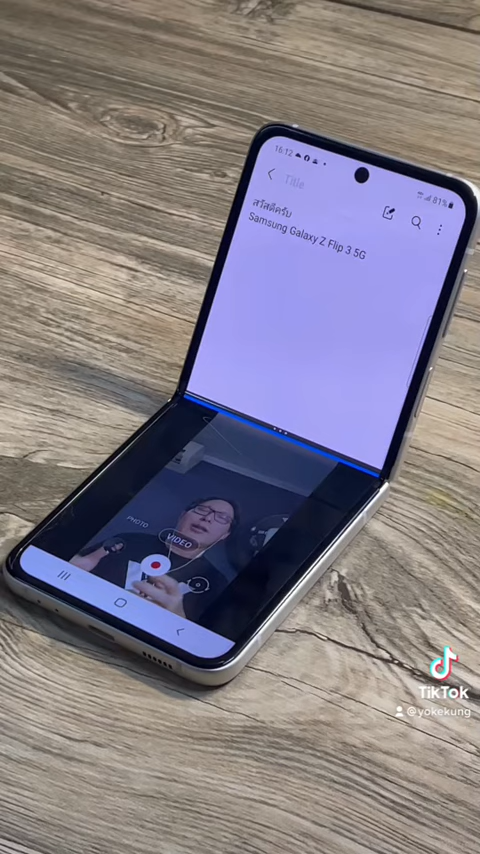 16:12
81%
Title
สวัสดีครับ
Samsung Galaxy Z Flip 3 5G
PHOTO
VIDEO
TikTok
@yokekung